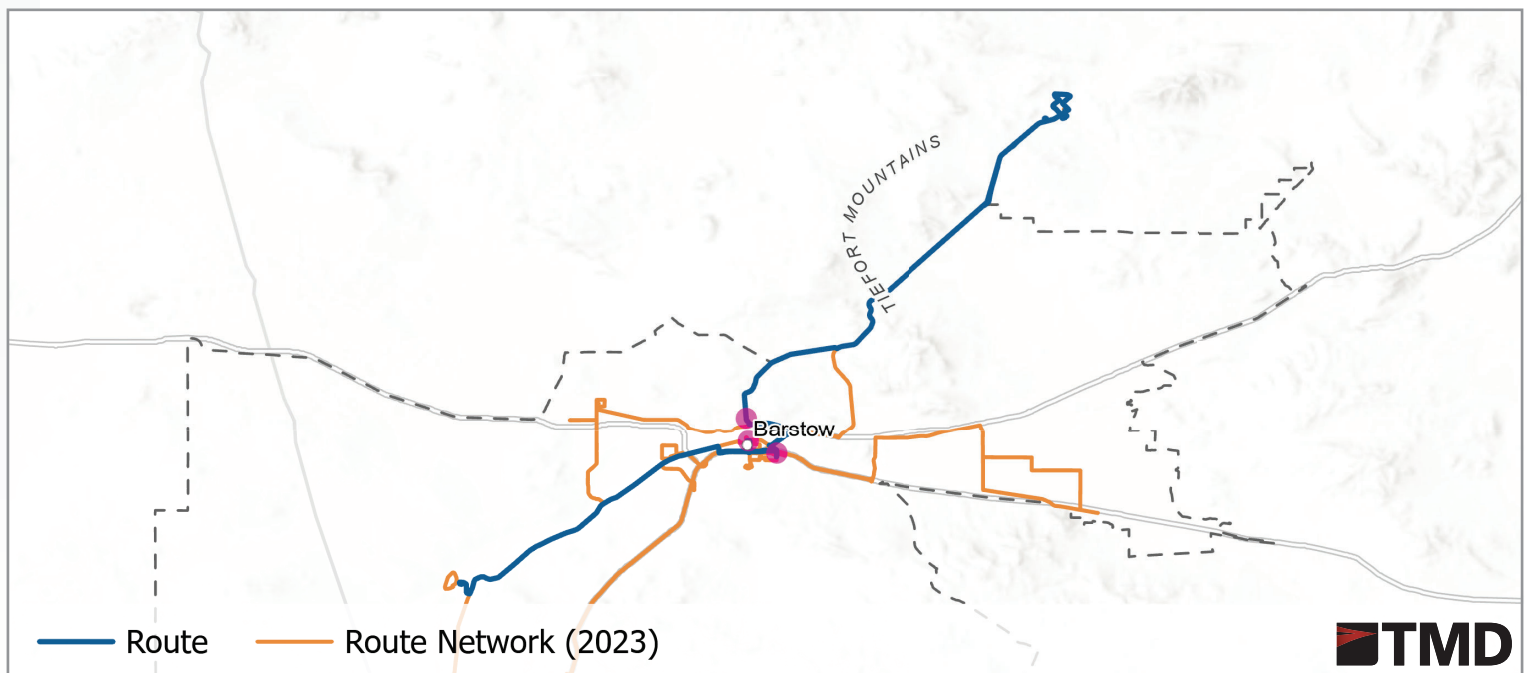 TIEFORT MOUNTAINS
Barstow
Route
Route Network (2023)
TMD